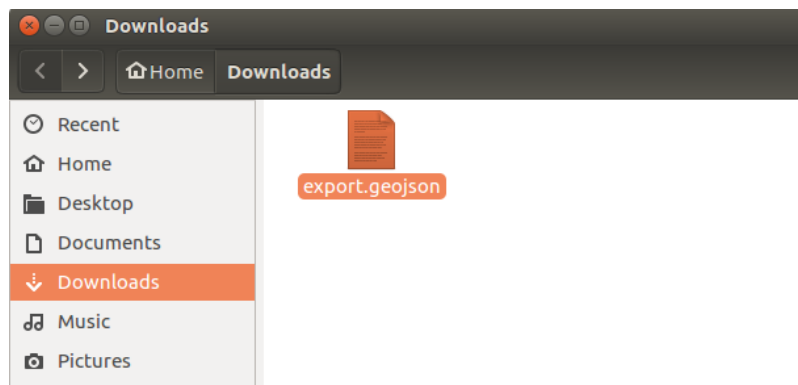 Downloads
Home Downloads
Recent
Home
Desktop
Documents
Downloads
Music
Pictures
export.geojson